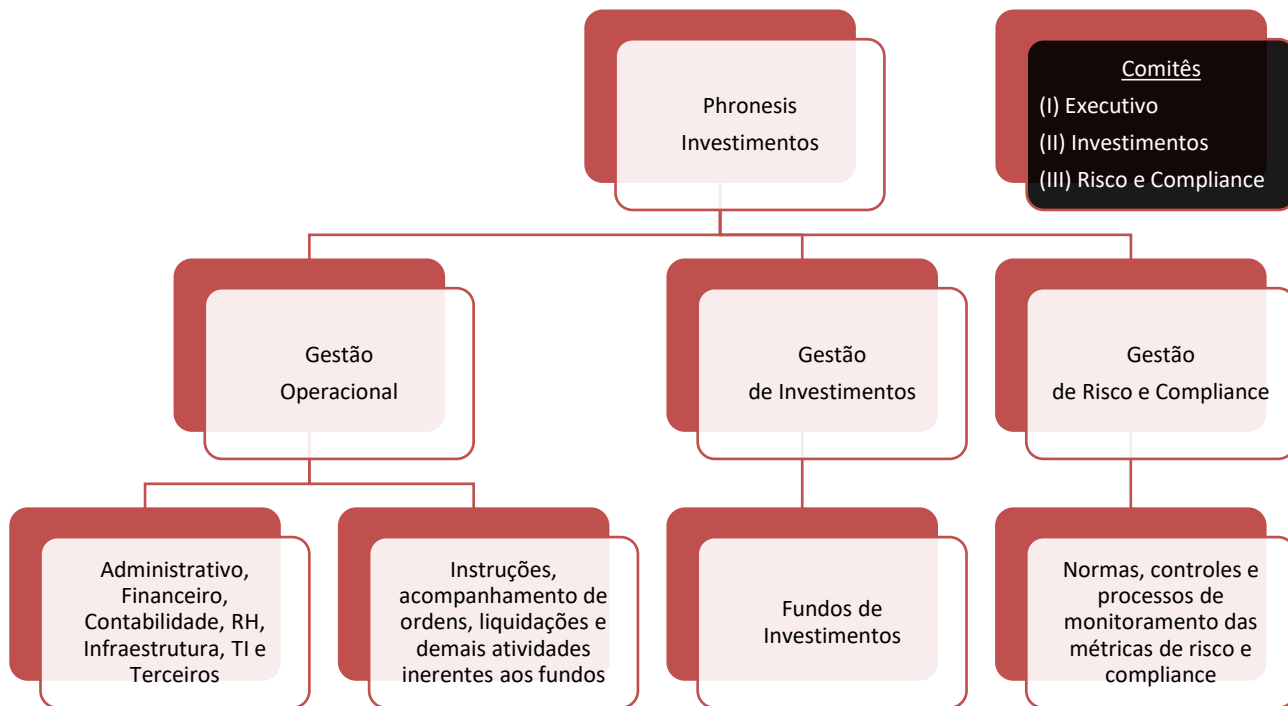 Phronesis
Investimentos
Comitês
(I) Executivo
(II) Investimentos
(III) Risco e Compliance
Gestão
Operacional
Gestão
de Investimentos
Gestão
de Risco e Compliance
Administrativo,
Financeiro,
Contabilidade, RH,
Infraestrutura, TI e
Terceiros
Instruções,
acompanhamento de
ordens, liquidações e
demais atividades
inerentes aos fundos
Fundos de
Investimentos
Normas, controles e
processos de
monitoramento das
métricas de risco e
compliance